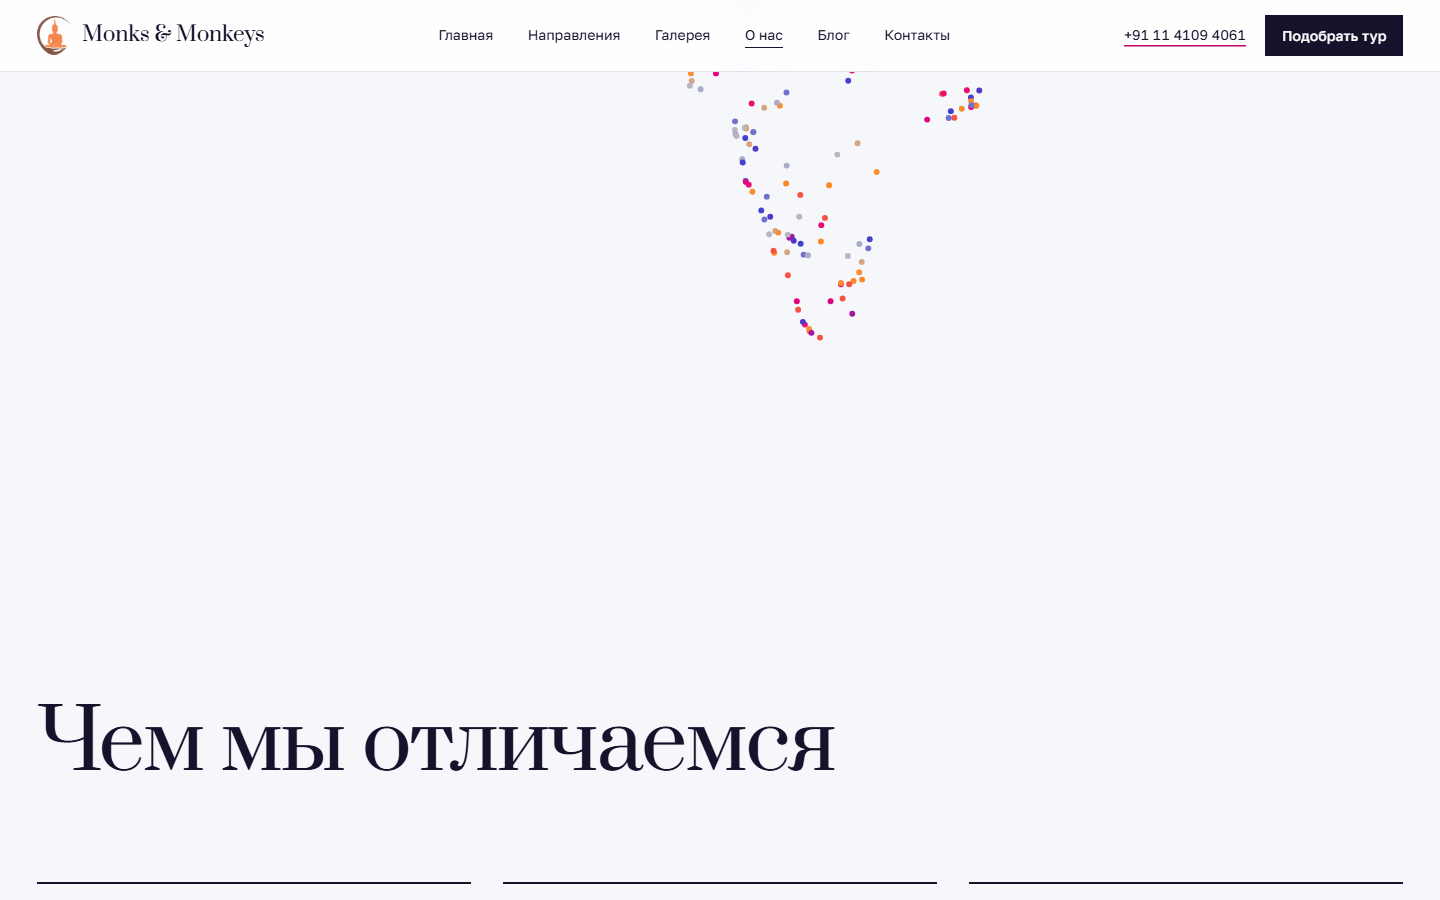 Monks & Monkeys
Главная
Направления
Галерея
О нас
Блог
Контакты
+91 11 4109 4061
Подобрать тур
Чем мы отличаемся